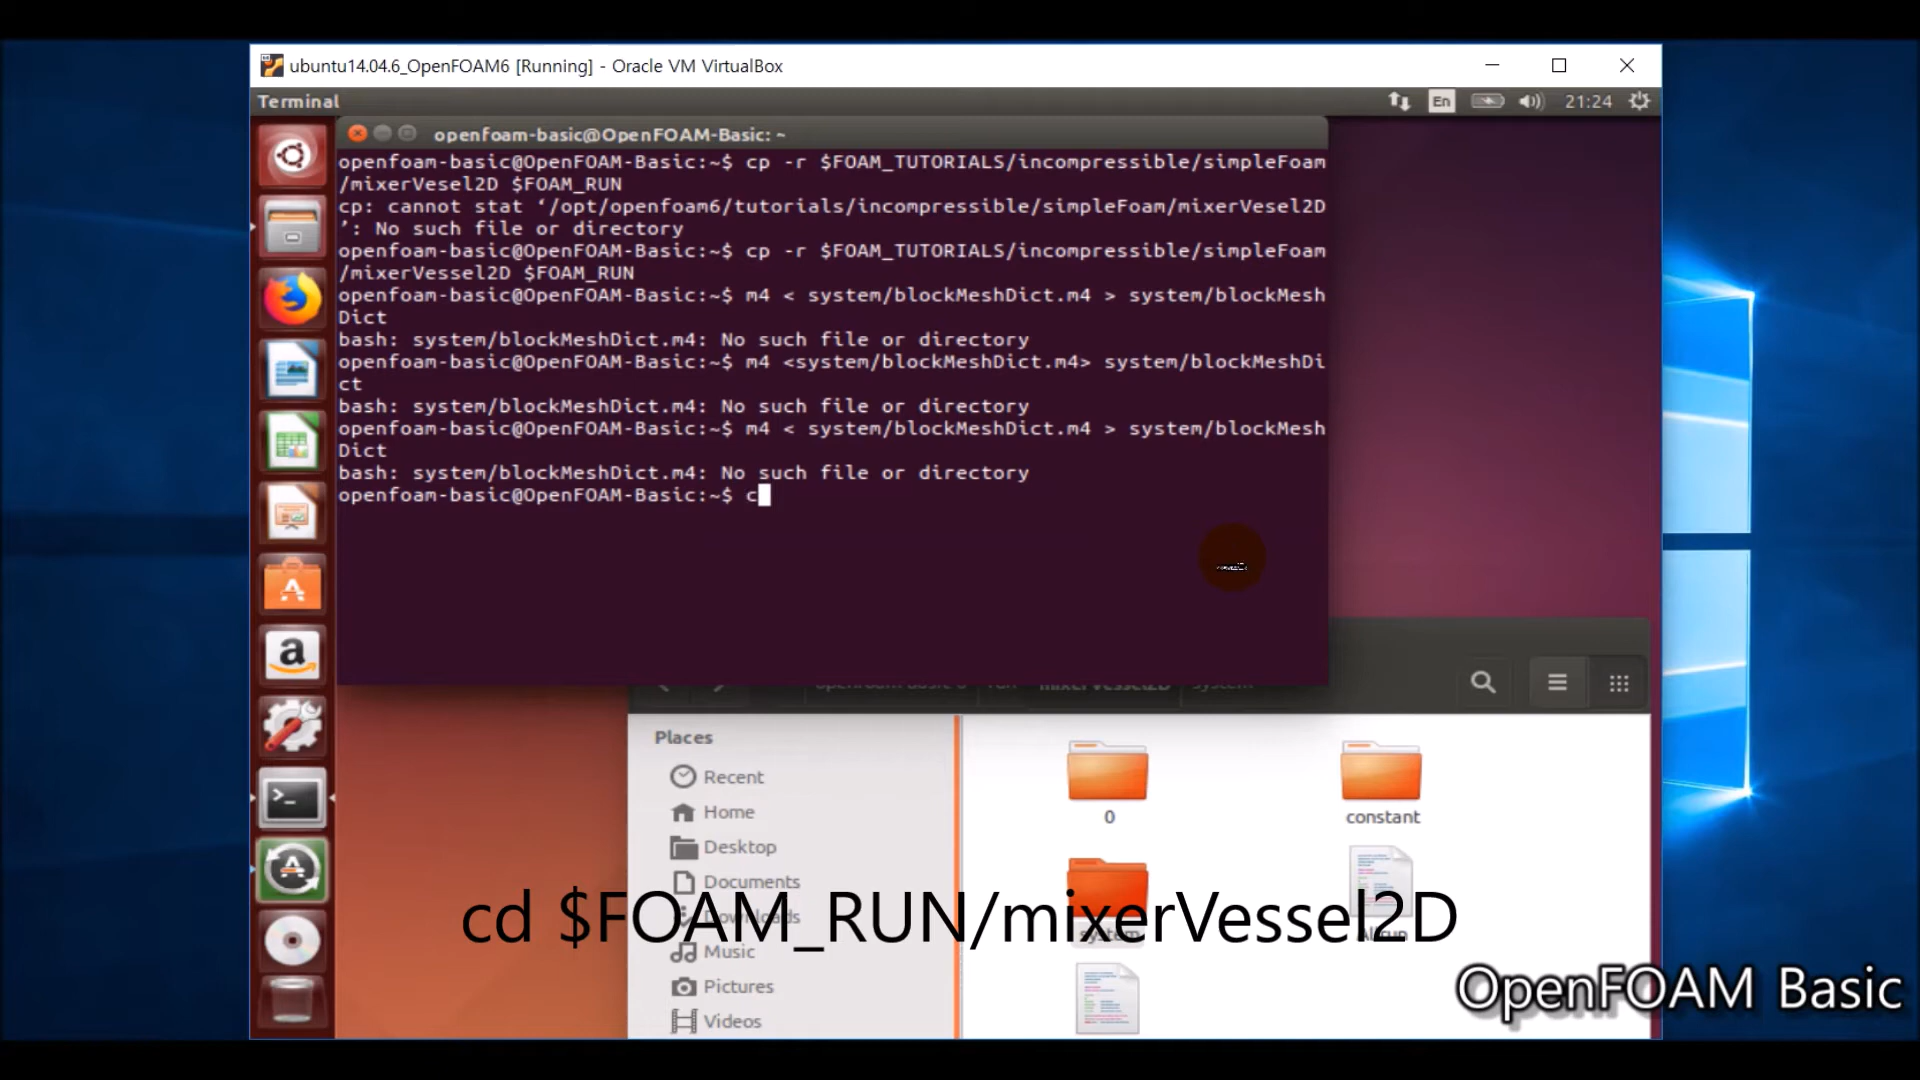 ubuntu14.04.6_OpenFOAM6 [Running] - Oracle VM VirtualBox
Terminal
En
21:24
openfoam-basic@OpenFOAM-Basic: ~
openfoam-basic@OpenFOAM-Basic:~$ cp -r $FOAM_TUTORIALS/incompressible/simpleFoam
/mixerVesel2D $FOAM_RUN
cp: cannot stat ‘/opt/openfoam6/tutorials/incompressible/simpleFoam/mixerVesel2D
’: No such file or directory
openfoam-basic@OpenFOAM-Basic:~$ cp -r $FOAM_TUTORIALS/incompressible/simpleFoam
/mixerVessel2D $FOAM_RUN
openfoam-basic@OpenFOAM-Basic:~$ m4 < system/blockMeshDict.m4 > system/blockMesh
Dict
bash: system/blockMeshDict.m4: No such file or directory
openfoam-basic@OpenFOAM-Basic:~$ m4 <system/blockMeshDict.m4> system/blockMeshDi
ct
bash: system/blockMeshDict.m4: No such file or directory
openfoam-basic@OpenFOAM-Basic:~$ m4 < system/blockMeshDict.m4 > system/blockMesh
Dict
bash: system/blockMeshDict.m4: No such file or directory
openfoam-basic@OpenFOAM-Basic:~$ c
mixerVessel2D system
Places
Recent
Home
Desktop
Documents
Downloads
Music
Pictures
Videos
0
constant
system
Allrun
cd $FOAM_RUN/mixerVessel2D
OpenFOAM Basic